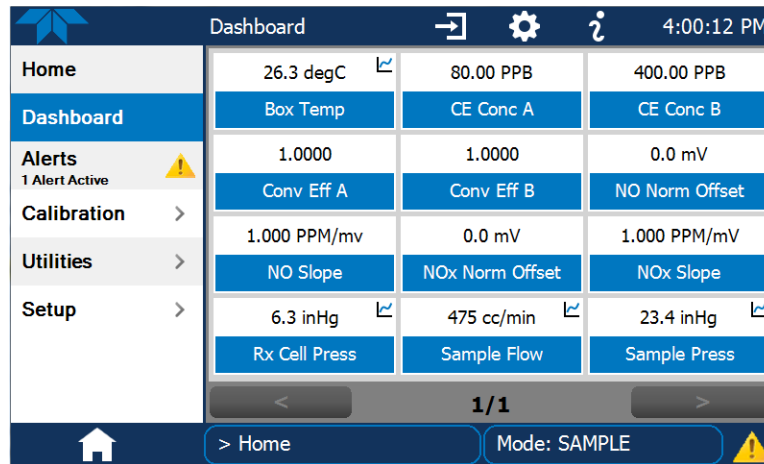 Dashboard
4:00:12 PM
Home
Dashboard
Alerts
1 Alert Active
Calibration >
Utilities >
Setup >
26.3 degC
80.00 PPB
400.00 PPB
Box Temp
CE Conc A
CE Conc B
1.0000
1.0000
0.0 mV
Conv Eff A
Conv Eff B
NO Norm Offset
1.000 PPM/mv
0.0 mV
1.000 PPM/mV
NO Slope
NOx Norm Offset
NOx Slope
6.3 inHg
475 cc/min
23.4 inHg
Rx Cell Press
Sample Flow
Sample Press
<
1/1
>
> Home
Mode: SAMPLE